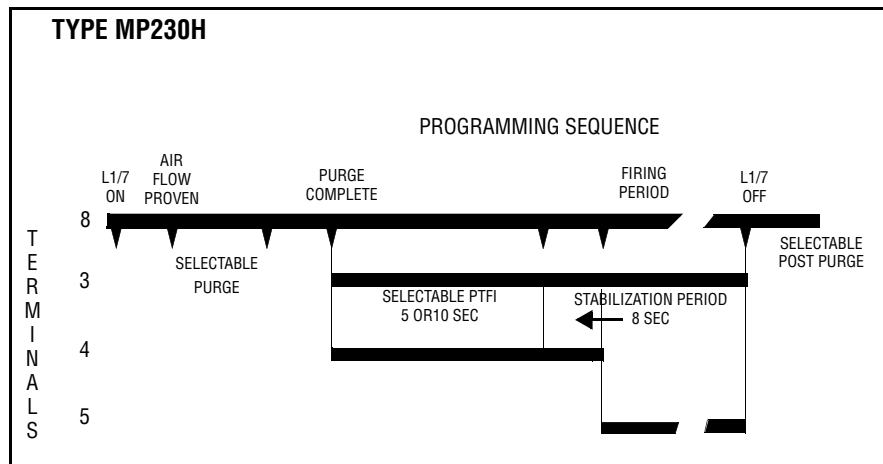 TYPE MP230H
PROGRAMMING SEQUENCE
L1/7
ON
AIR
FLOW
PROVEN
PURGE
COMPLETE
FIRING
PERIOD
L1/7
OFF
TERMINALS
8
SELECTABLE
PURGE
SELECTABLE
POST PURGE
3
SELECTABLE PTFI
5 OR10 SEC
STABILIZATION PERIOD
8 SEC
4
5